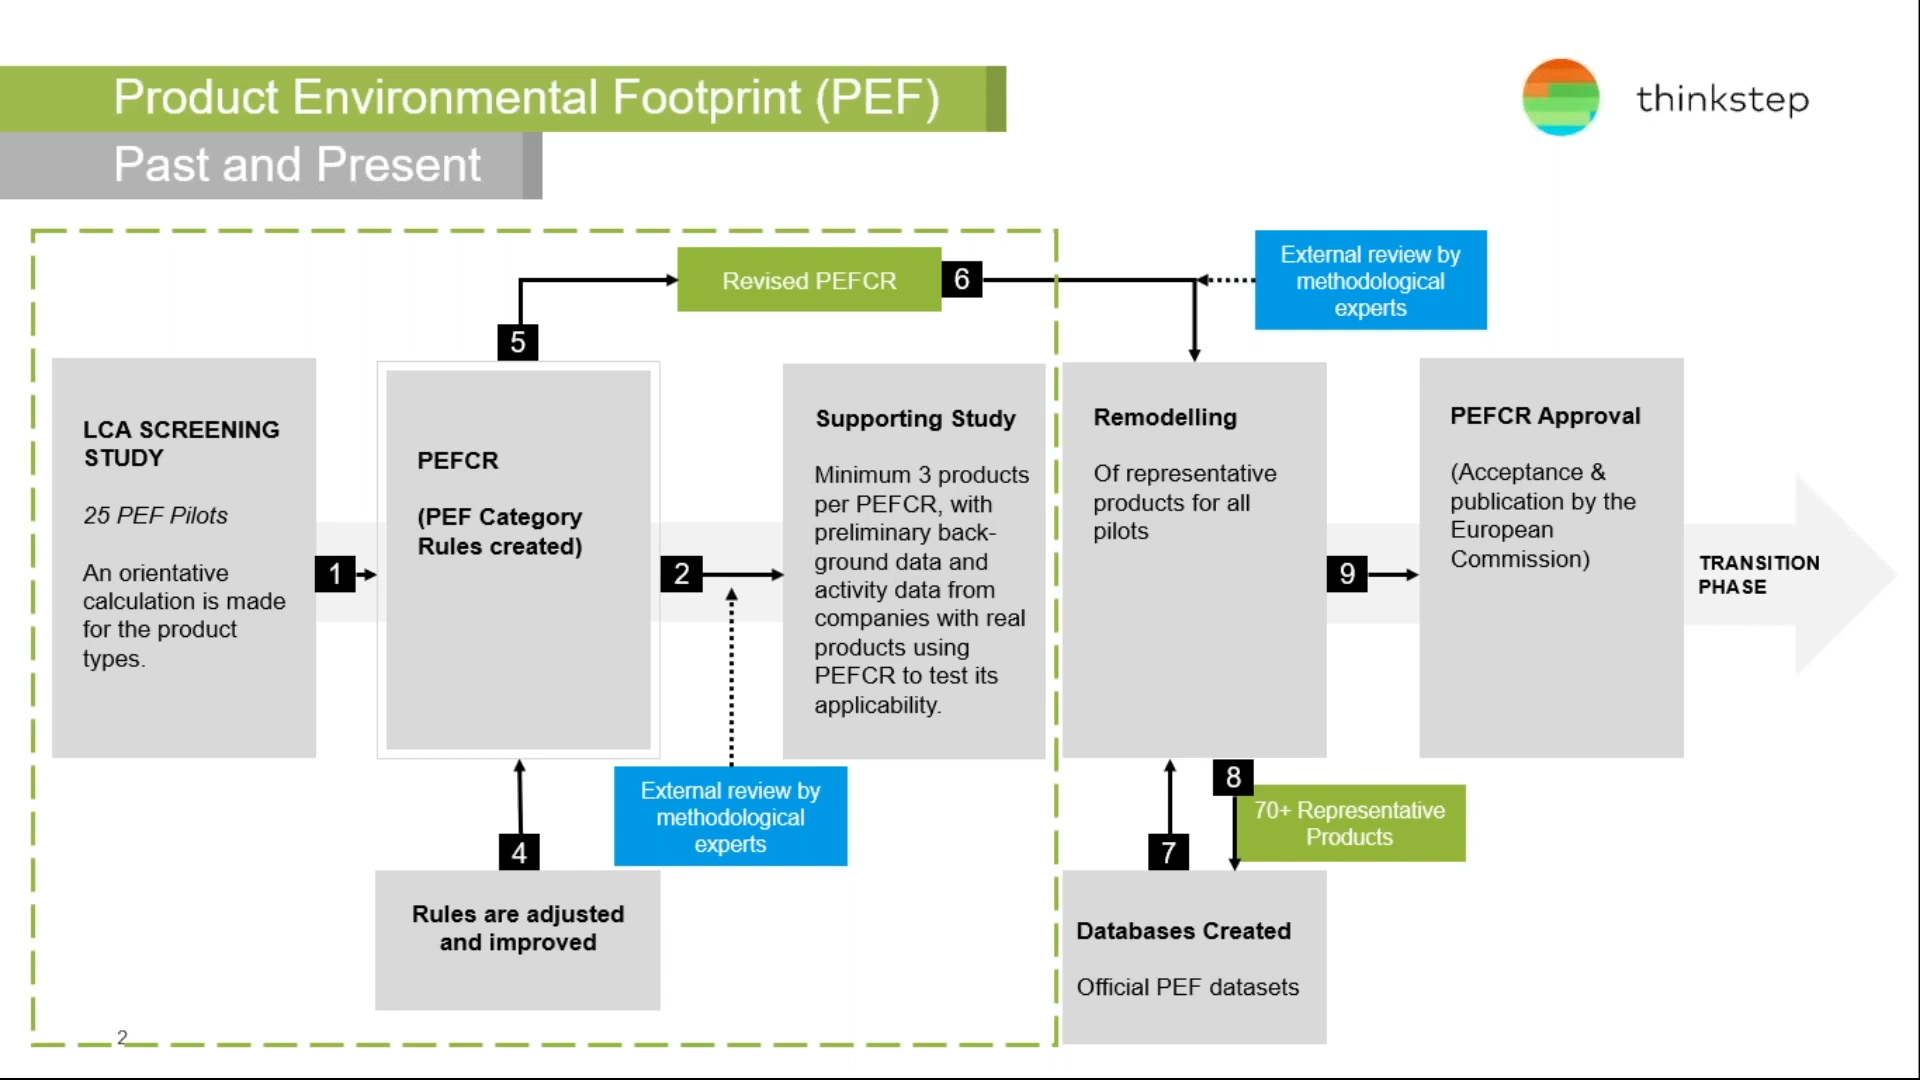 Product Environmental Footprint (PEF)
Past and Present
thinkstep
External review by
methodological
experts
Revised PEFCR
6
5
LCA SCREENING
STUDY
25 PEF Pilots
An orientative
calculation is made
for the product
types.
1
PEFCR
(PEF Category
Rules created)
2
Supporting Study
Minimum 3 products
per PEFCR, with
preliminary back-
ground data and
activity data from
companies with real
products using
PEFCR to test its
applicability.
Remodelling
Of representative
products for all
pilots
9
PEFCR Approval
(Acceptance &
publication by the
European
Commission)
TRANSITION
PHASE
External review by
methodological
experts
4
Rules are adjusted
and improved
7
8
70+ Representative
Products
Databases Created
Official PEF datasets
2